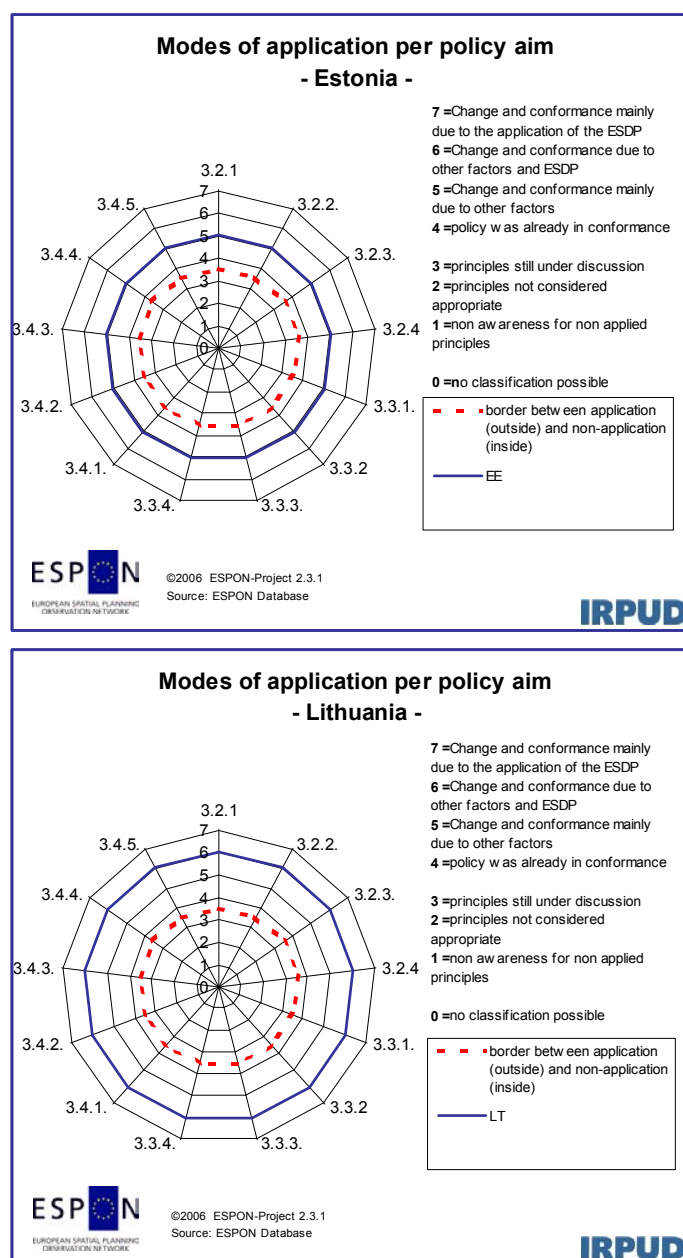 Modes of application per policy aim
- Estonia -
7 =Change and conformance mainly
due to the application of the ESDP
6 =Change and conformance due to
other factors and ESDP
5 =Change and conformance mainly
due to other factors
4 =policy was already in conformance
3 =principles still under discussion
2 =principles not considered
appropriate
1 =non awareness for non applied
principles
0 =no classification possible
border between application
(outside) and non-application
(inside)
EE
3.2.1
3.2.2.
3.2.3.
3.2.4
3.3.1.
3.3.2
3.3.3.
3.3.4.
3.4.1.
3.4.2.
3.4.3.
3.4.4.
3.4.5.
7
6
5
4
3
2
1
0
ESPON
EUROPEAN SPATIAL PLANNING
OBSERVATION NETWORK
©2006 ESPON-Project 2.3.1
Source: ESPON Database
IRPUD
Modes of application per policy aim
- Lithuania -
7 =Change and conformance mainly
due to the application of the ESDP
6 =Change and conformance due to
other factors and ESDP
5 =Change and conformance mainly
due to other factors
4 =policy was already in conformance
3 =principles still under discussion
2 =principles not considered
appropriate
1 =non awareness for non applied
principles
0 =no classification possible
border between application
(outside) and non-application
(inside)
LT
3.2.1
3.2.2.
3.2.3.
3.2.4
3.3.1.
3.3.2
3.3.3.
3.3.4.
3.4.1.
3.4.2.
3.4.3.
3.4.4.
3.4.5.
7
6
5
4
3
2
1
0
ESPON
EUROPEAN SPATIAL PLANNING
OBSERVATION NETWORK
©2006 ESPON-Project 2.3.1
Source: ESPON Database
IRPUD